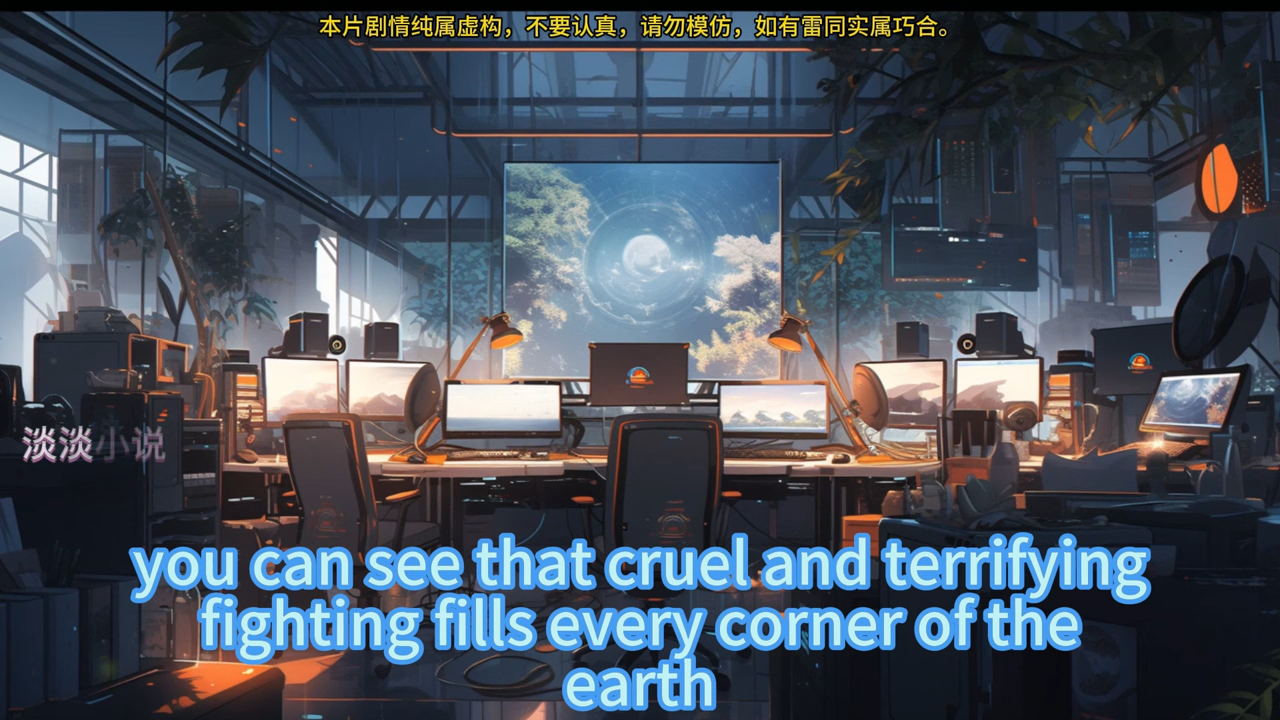 本片剧情纯属虚构，不要认真，请勿模仿，如有雷同实属巧合。
淡淡小说
you can see that cruel and terrifying
fighting fills every corner of the
earth